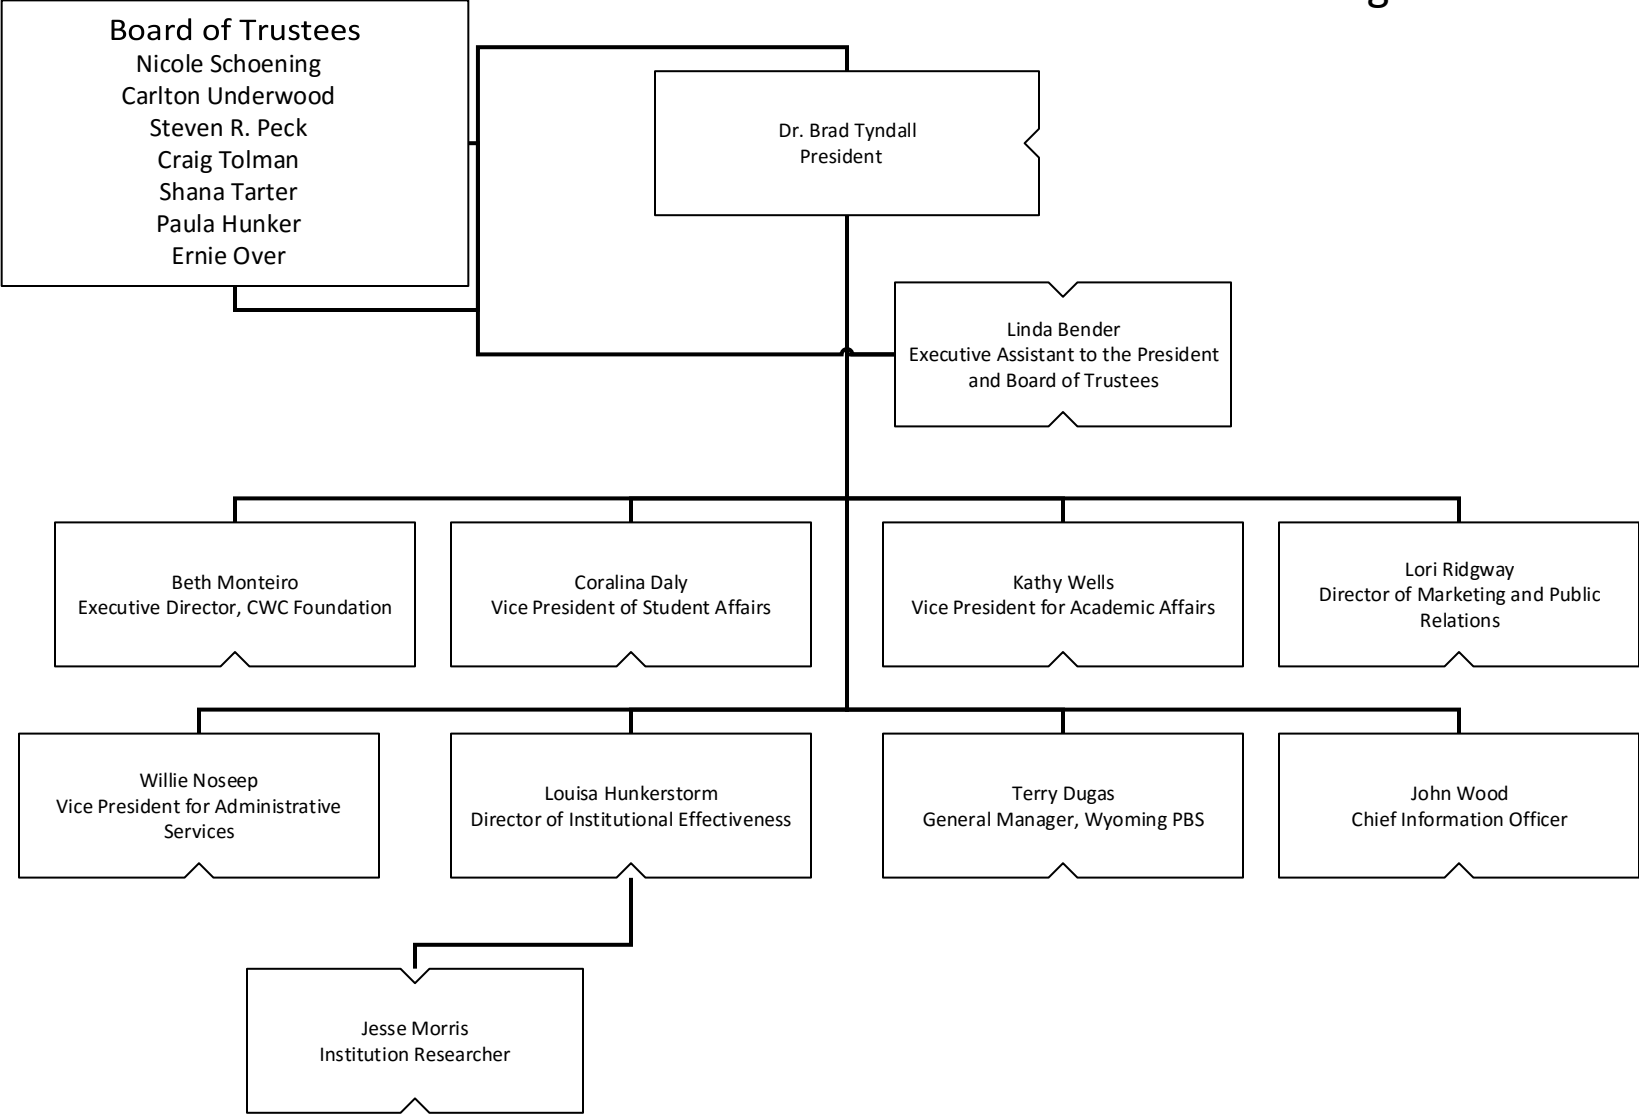 Board of Trustees
Nicole Schoening
Carlton Underwood
Steven R. Peck
Craig Tolman
Shana Tarter
Paula Hunker
Ernie Over
Dr. Brad Tyndall
President
Linda Bender
Executive Assistant to the President
and Board of Trustees
Beth Monteiro
Executive Director, CWC Foundation
Coralina Daly
Vice President of Student Affairs
Kathy Wells
Vice President for Academic Affairs
Lori Ridgway
Director of Marketing and Public
Relations
Willie Noseep
Vice President for Administrative
Services
Louisa Hunkerstorm
Director of Institutional Effectiveness
Terry Dugas
General Manager, Wyoming PBS
John Wood
Chief Information Officer
Jesse Morris
Institution Researcher